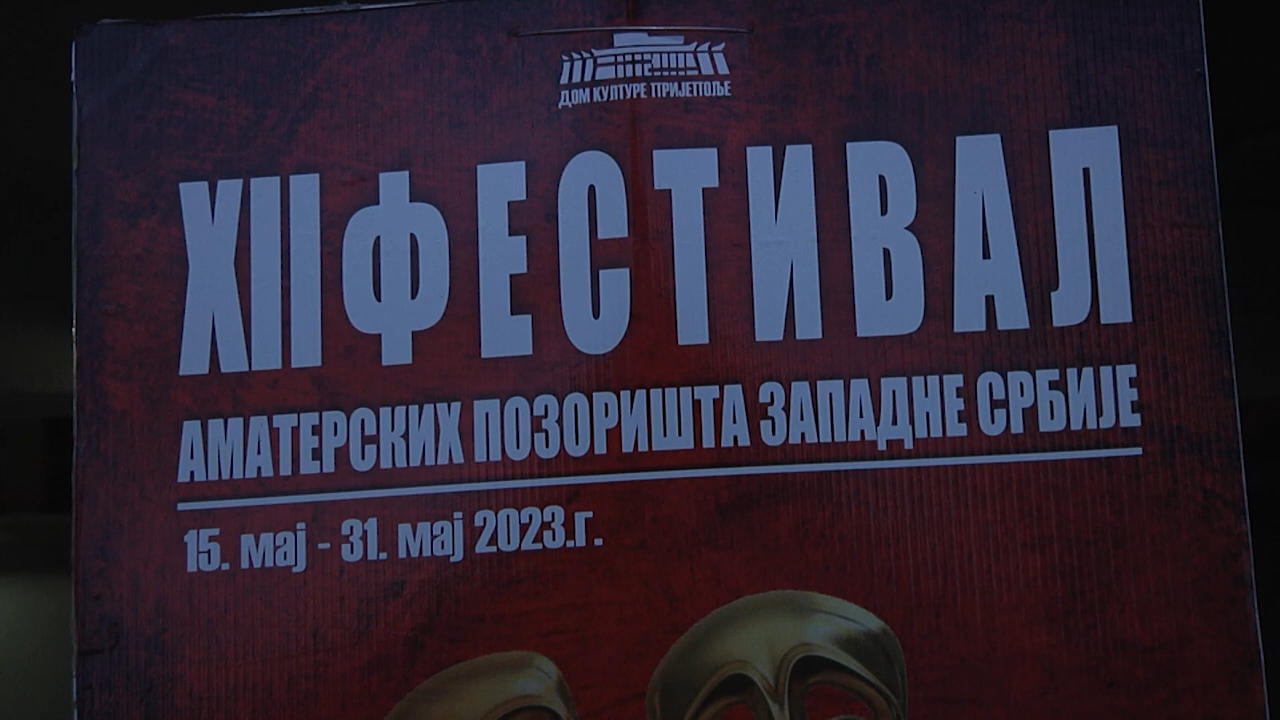 ДОМ КУЛТУРЕ ПРИЈЕПОЉЕ
XII ФЕСТИВАЛ
АМАТЕРСКИХ ПОЗОРИШТА ЗАПАДНЕ СРБИЈЕ
15. мај - 31. мај 2023.г.